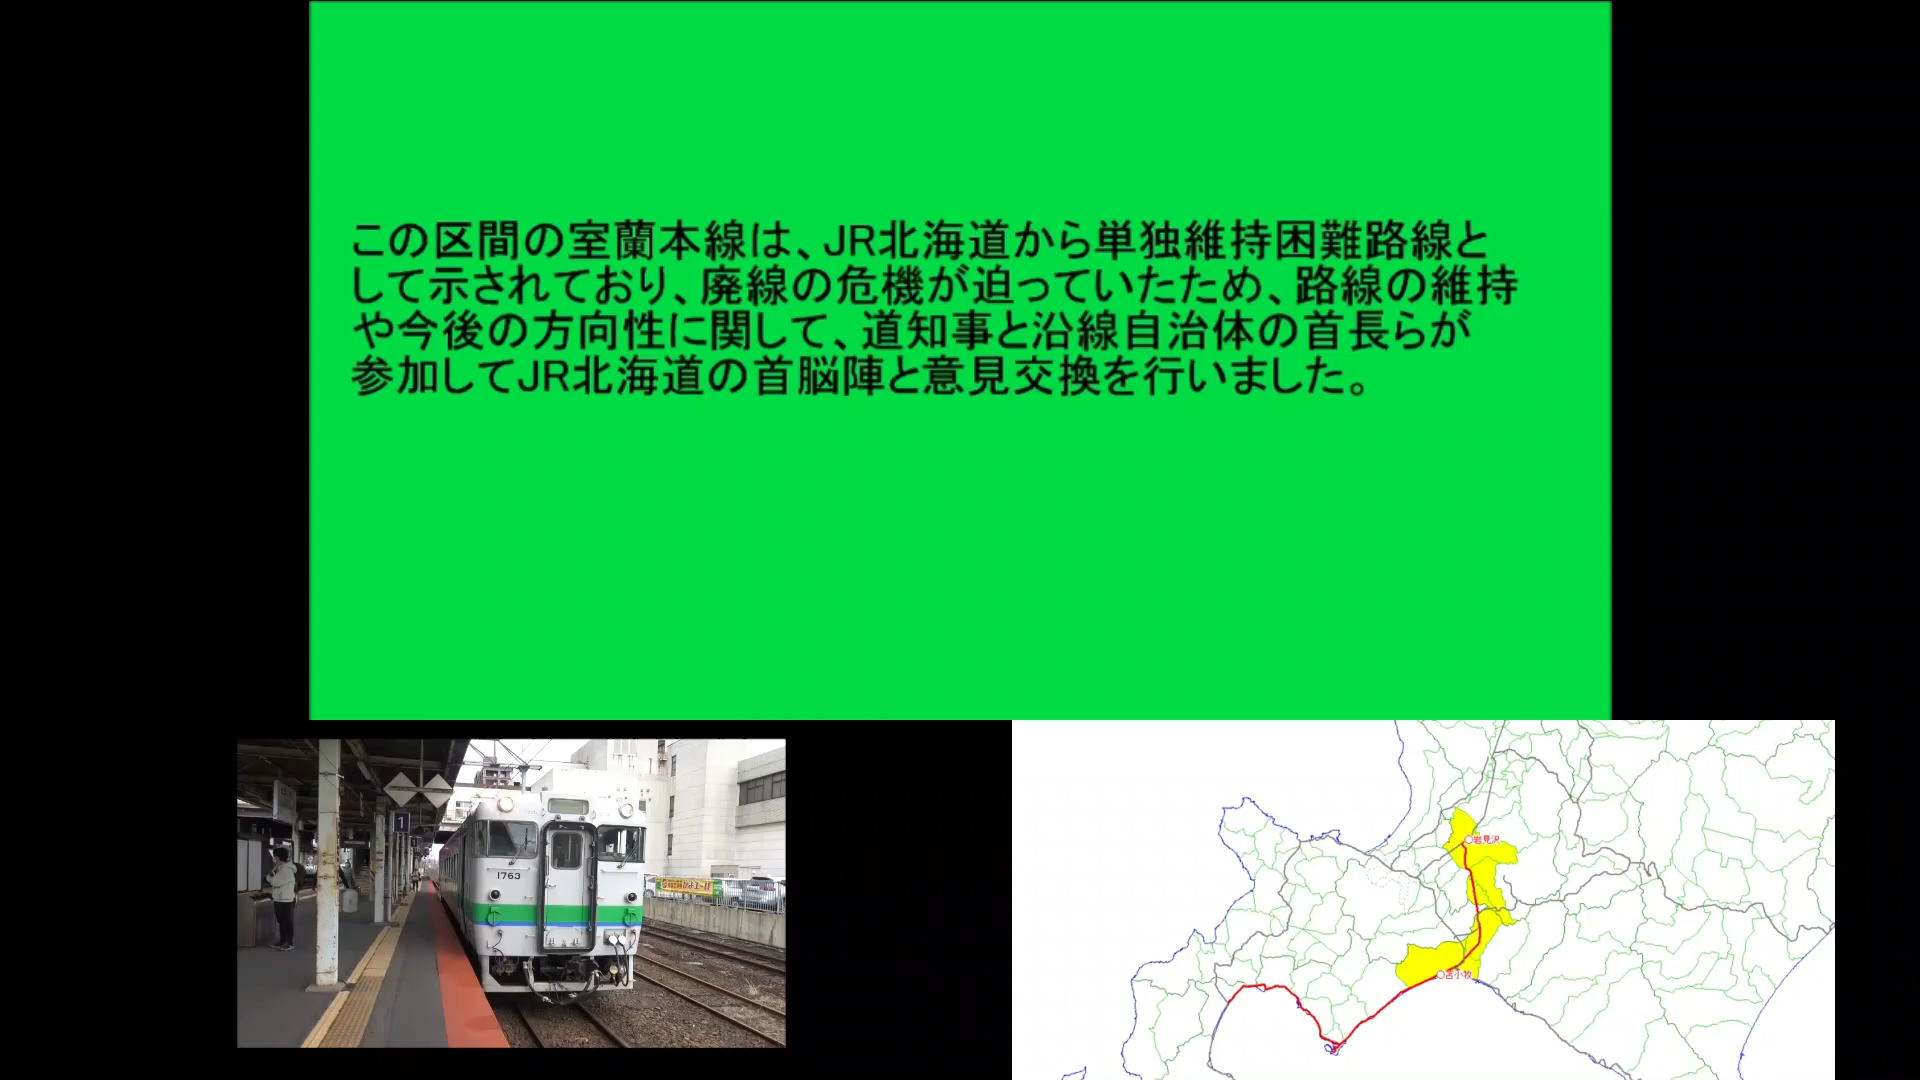 この区間の室蘭本線は、JR北海道から単独維持困難路線と
して示されており、廃線の危機が迫っていたため、路線の維持
や今後の方向性に関して、道知事と沿線自治体の首長らが
参加してJR北海道の首脳陣と意見交換を行いました。
1
1763
岩見沢
苫小牧